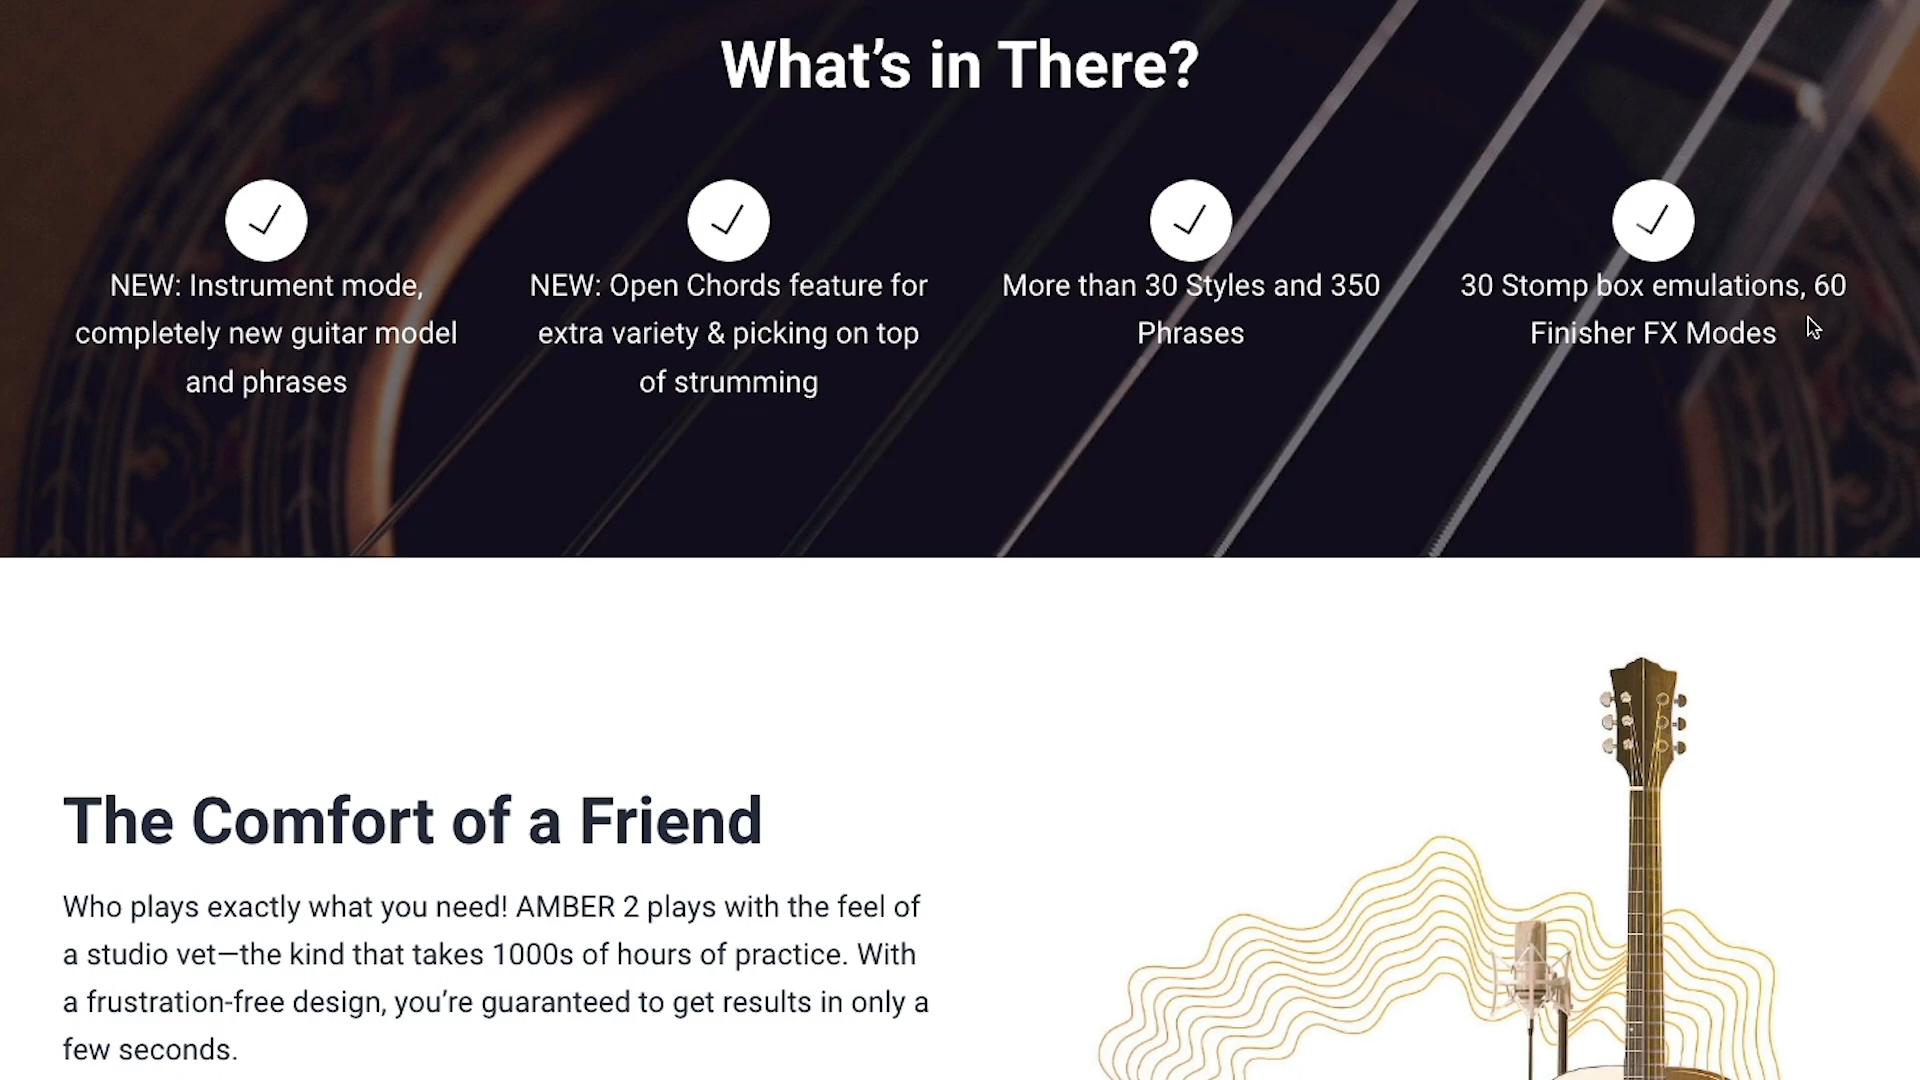 What’s in There?
NEW: Instrument mode,
completely new guitar model
and phrases
NEW: Open Chords feature for
extra variety & picking on top
of strumming
More than 30 Styles and 350
Phrases
30 Stomp box emulations, 60
Finisher FX Modes
The Comfort of a Friend
Who plays exactly what you need! AMBER 2 plays with the feel of
a studio vet—the kind that takes 1000s of hours of practice. With
a frustration-free design, you’re guaranteed to get results in only a
few seconds.